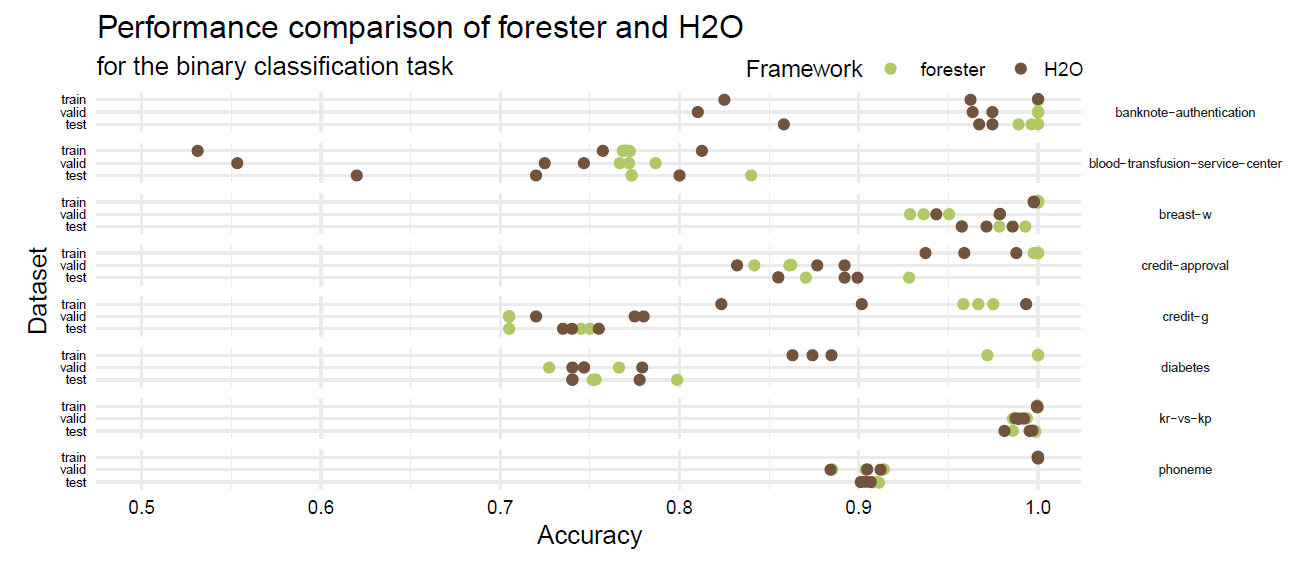 Performance comparison of forester and H2O
for the binary classification task
Framework forester H2O
train
valid banknote-authentication
test
train
valid blood-transfusion-service-center
test
train
valid breast-w
test
train
valid credit-approval
test
train
valid credit-g
test
train
valid diabetes
test
train
valid kr-vs-kp
test
train
valid phoneme
test
Dataset
0.5 0.6 0.7 0.8 0.9 1.0
Accuracy